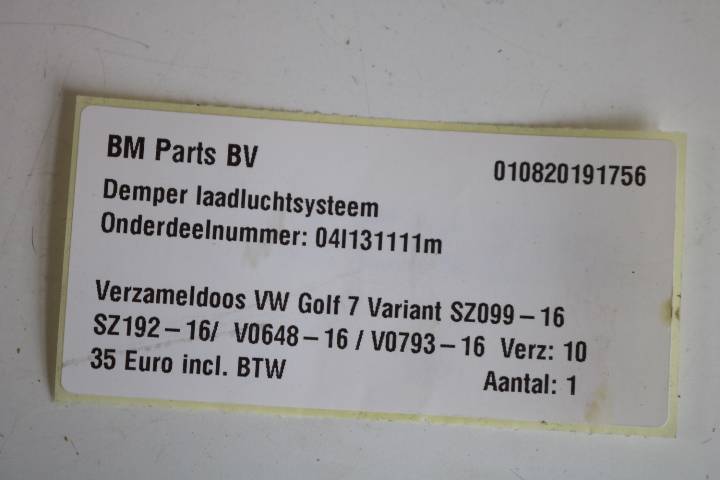 BM Parts BV
010820191756
Demper laadluchtsysteem
Onderdeelnummer: 04l131111m
Verzameldoos VW Golf 7 Variant SZ099-16
SZ192-16/ V0648-16 / V0793-16 Verz: 10
35 Euro incl. BTW
Aantal: 1